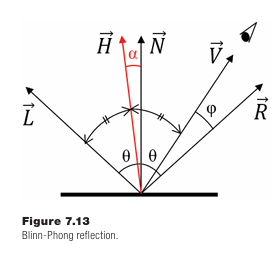 H⃗ α N⃗
V⃗
L⃗ φ R⃗
θ θ
Figure 7.13
Blinn-Phong reflection.